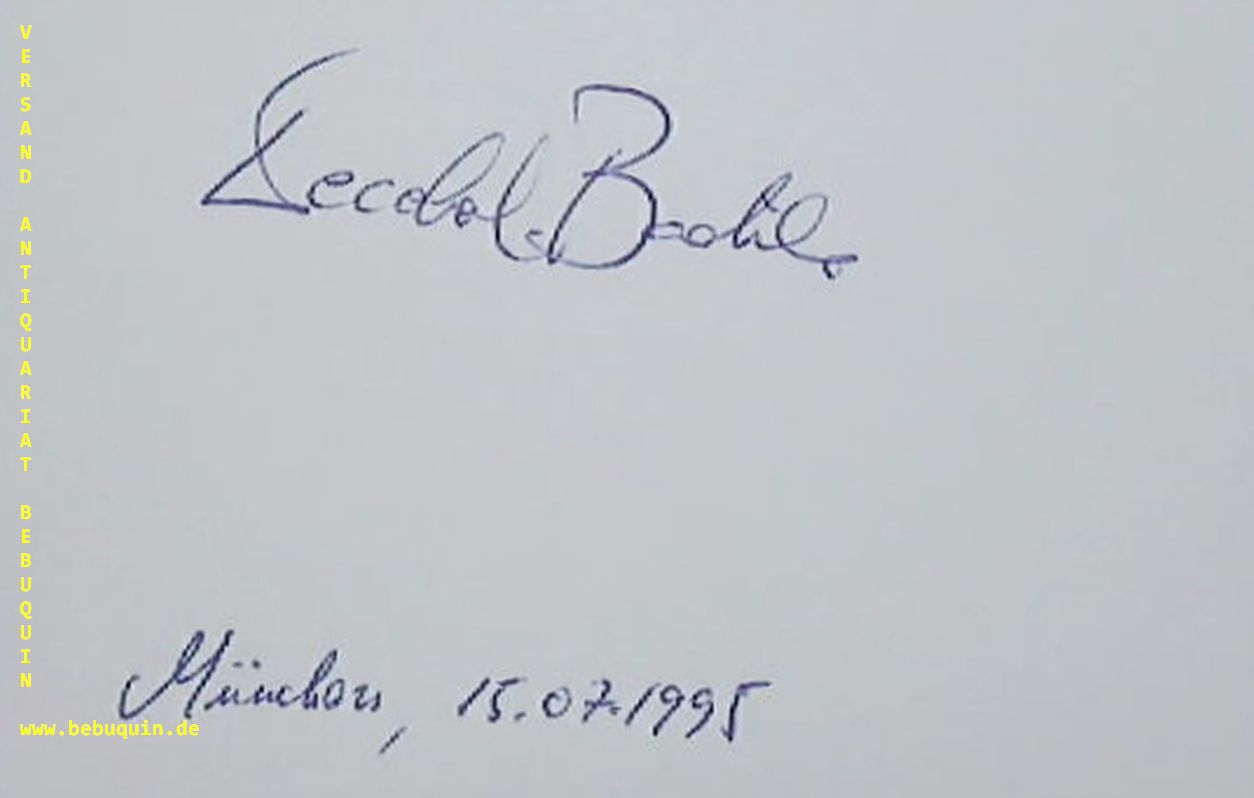 VERSAND ANTIQUARIAT BEBUQUIN
München, 15.07.1995
www.bebuquin.de